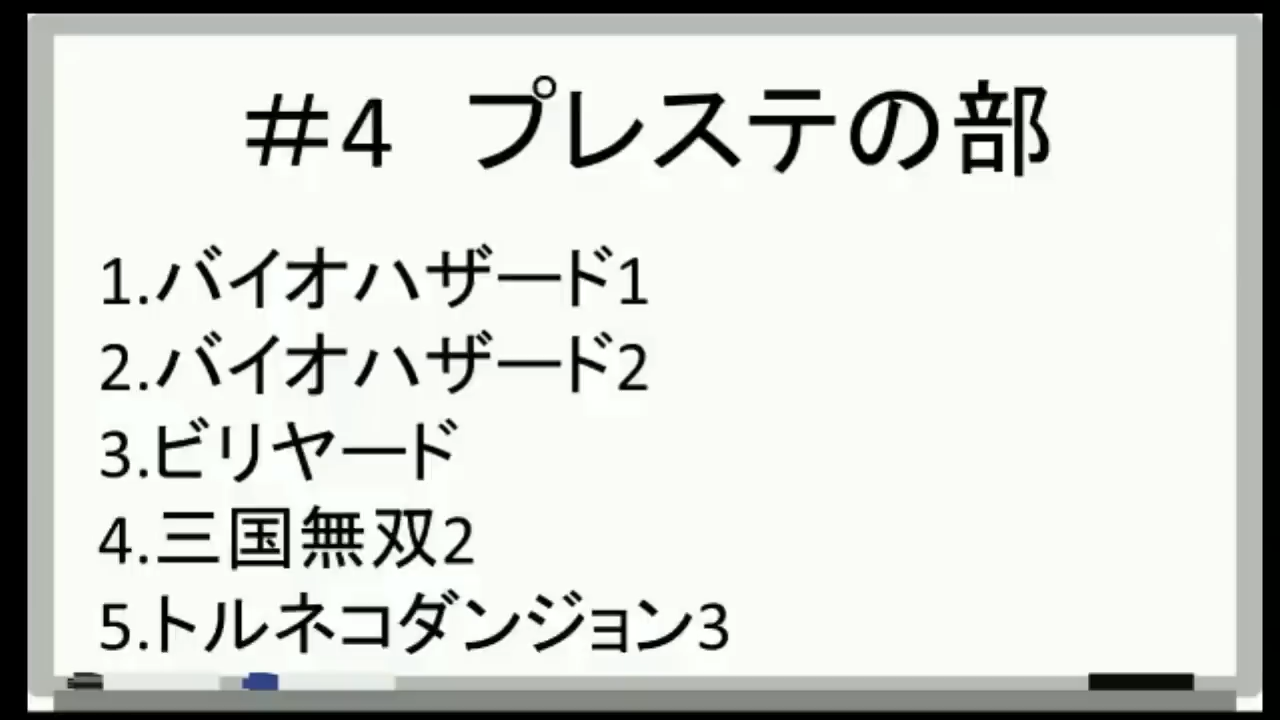 #4 プレステの部
1.バイオハザード1
2.バイオハザード2
3.ビリヤード
4.三国無双2
5.トルネコダンジョン3